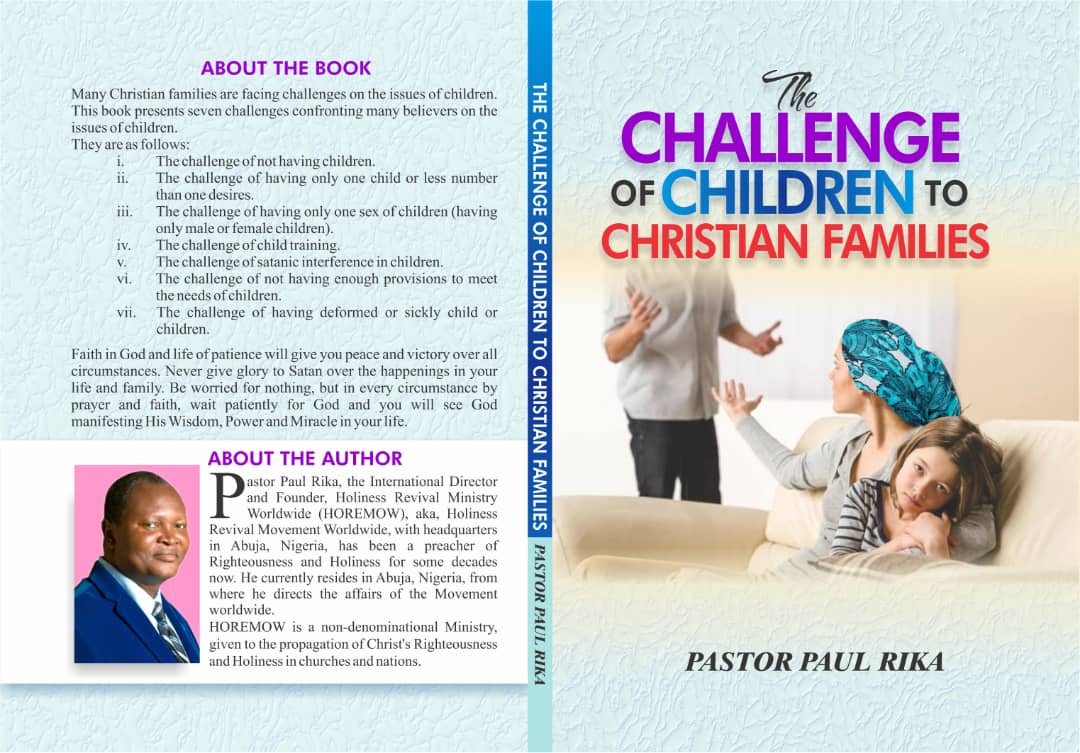 ABOUT THE BOOK
Many Christian families are facing challenges on the issues of children.
This book presents seven challenges confronting many believers on the
issues of children.
They are as follows:
i. The challenge of not having children.
ii. The challenge of having only one child or less number
than one desires.
iii. The challenge of having only one sex of children (having
only male or female children).
iv. The challenge of child training.
v. The challenge of satanic interference in children.
vi. The challenge of not having enough provisions to meet
the needs of children.
vii. The challenge of having deformed or sickly child or
children.
Faith in God and life of patience will give you peace and victory over all
circumstances. Never give glory to Satan over the happenings in your
life and family. Be worried for nothing, but in every circumstance by
prayer and faith, wait patiently for God and you will see God
manifesting His Wisdom, Power and Miracle in your life.
ABOUT THE AUTHOR
Pastor Paul Rika, the International Director
and Founder, Holiness Revival Ministry
Worldwide (HOREMOW), aka, Holiness
Revival Movement Worldwide, with headquarters
in Abuja, Nigeria, has been a preacher of
Righteousness and Holiness for some decades
now. He currently resides in Abuja, Nigeria, from
where he directs the affairs of the Movement
worldwide.
HOREMOW is a non-denominational Ministry,
given to the propagation of Christ's Righteousness
and Holiness in churches and nations.
THE CHALLENGE OF CHILDREN TO CHRISTIAN FAMILIES PASTOR PAUL RIKA
The
CHALLENGE
OF CHILDREN TO
CHRISTIAN FAMILIES
PASTOR PAUL RIKA